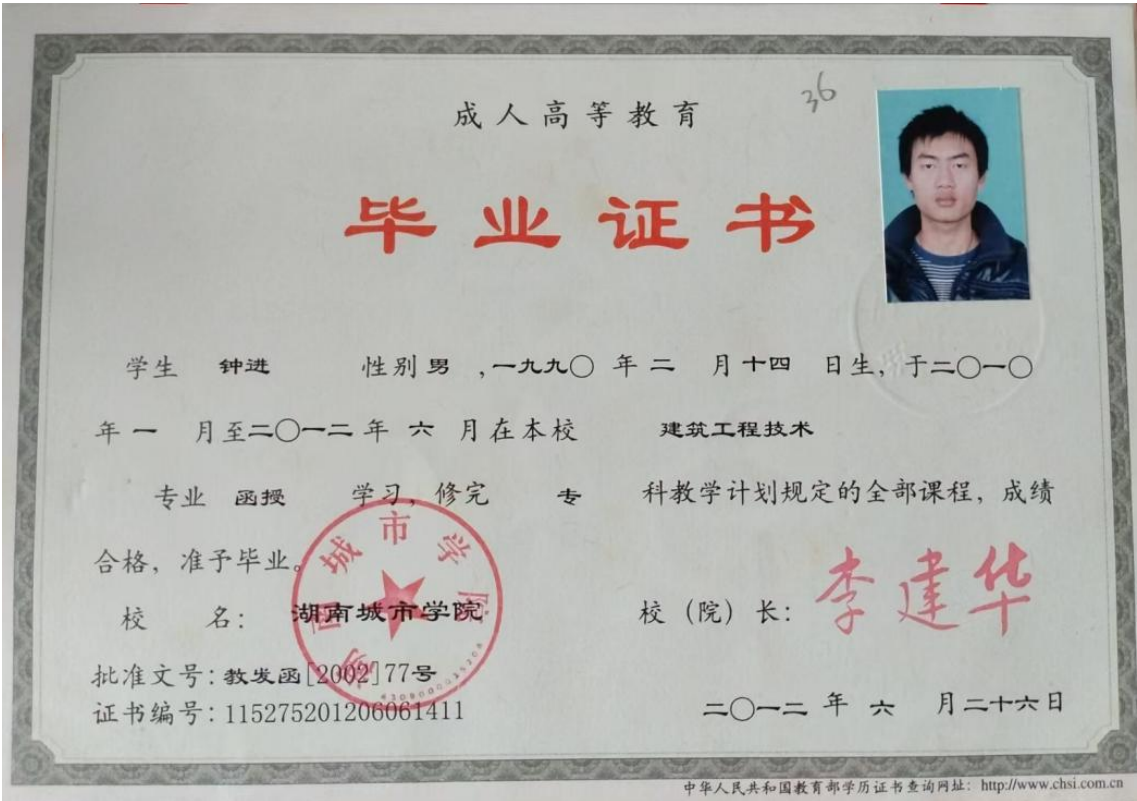 36
成人高等教育
毕业证书
学生 钟进 性别 男 ,一九九〇 年 二 月 十四 日生, 于二〇一〇
年 一 月至二〇一二 年 六 月在本校 建筑工程技术
专业 函授 学习, 修完 专 科教学计划规定的全部课程, 成绩
合格, 准予毕业。
湖南城市学院
校 名: 湖南城市学院 校 (院) 长: 李建华
批准文号: 教发函[2002]77号
证书编号: 115275201206061411 二〇一二 年 六 月二十六日
中华人民共和国教育部学历证书查询网址: http://www.chsi.com.cn